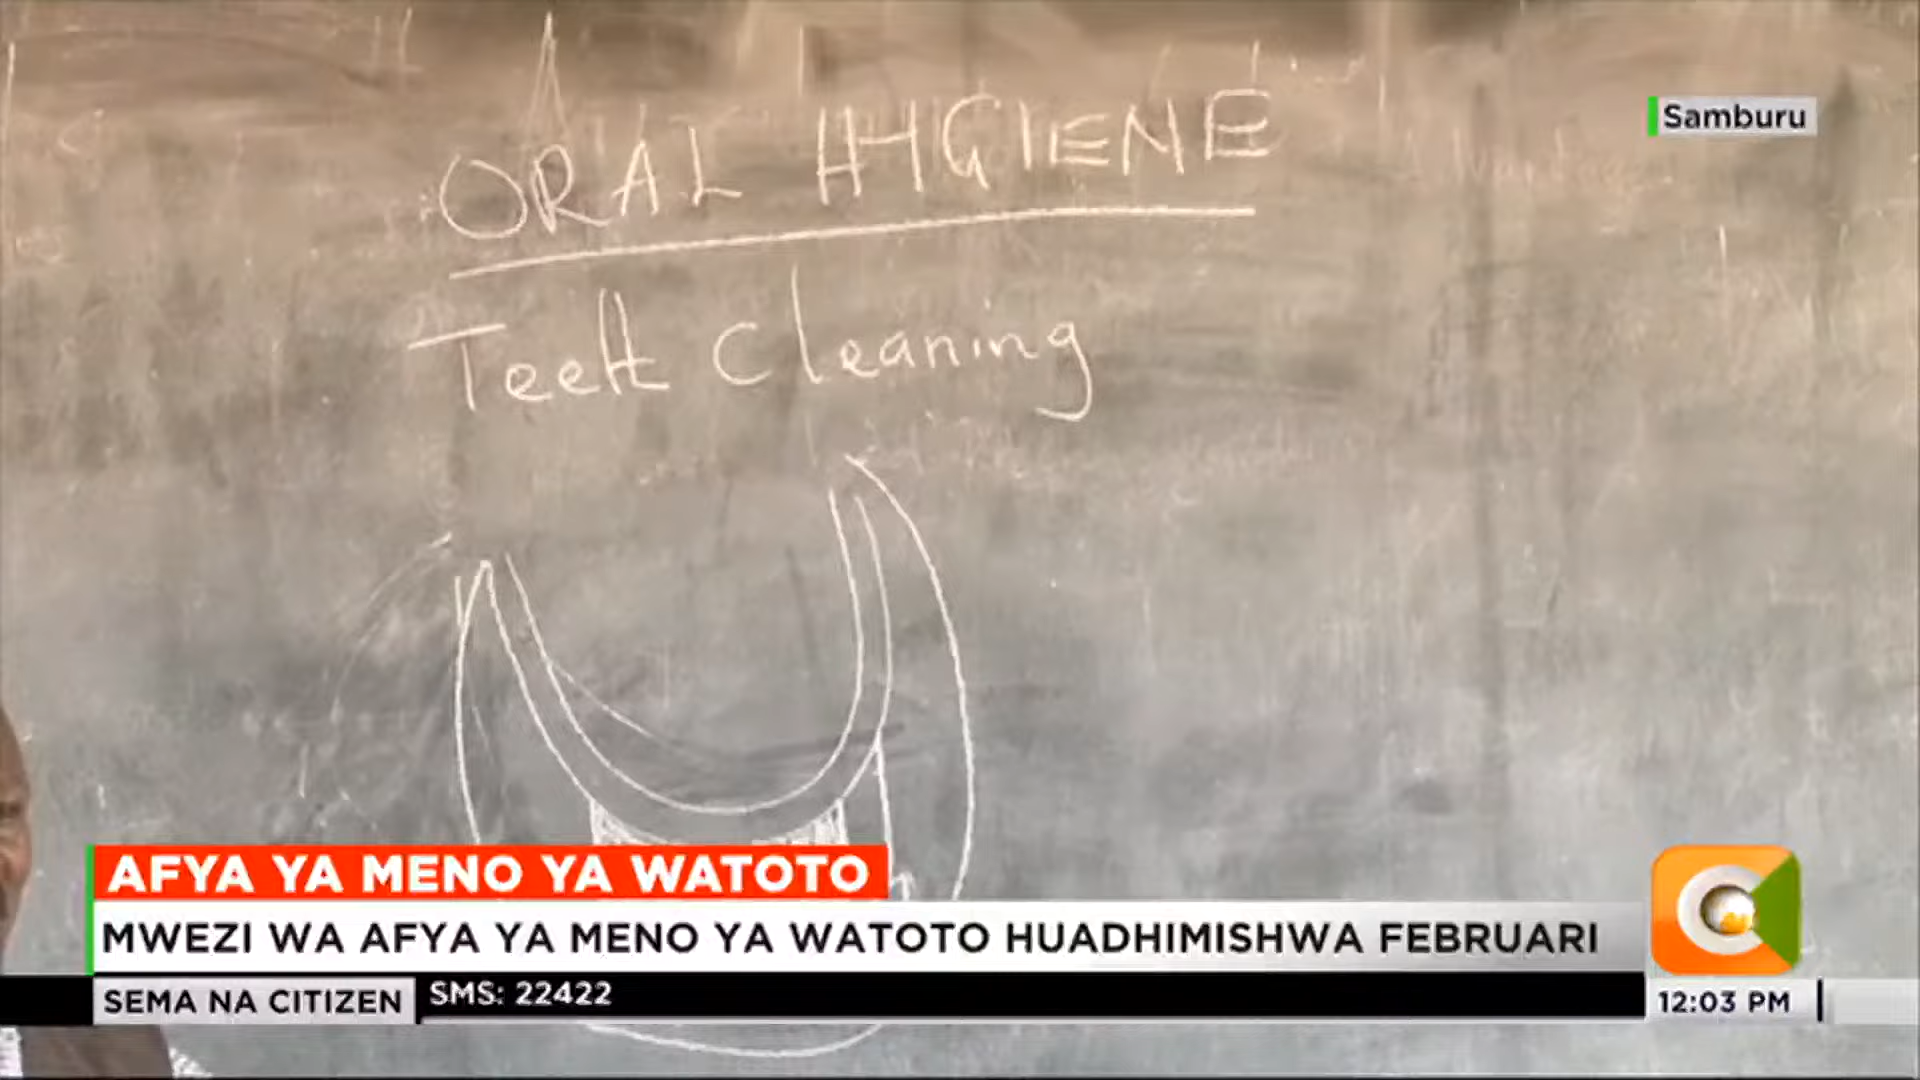 ORAL HYGIENE
Samburu
Teeth Cleaning
AFYA YA MENO YA WATOTO
MWEZI WA AFYA YA MENO YA WATOTO HUADHIMISHWA FEBRUARI
SEMA NA CITIZEN
SMS: 22422
12:03 PM